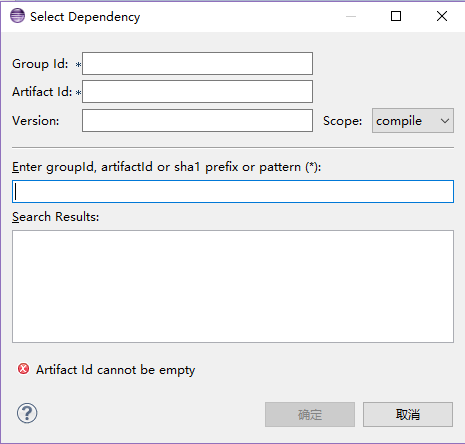 Select Dependency
Group Id: *
Artifact Id: *
Version: Scope: compile
Enter groupId, artifactId or sha1 prefix or pattern (*):
Search Results:
Artifact Id cannot be empty
? 确定 取消